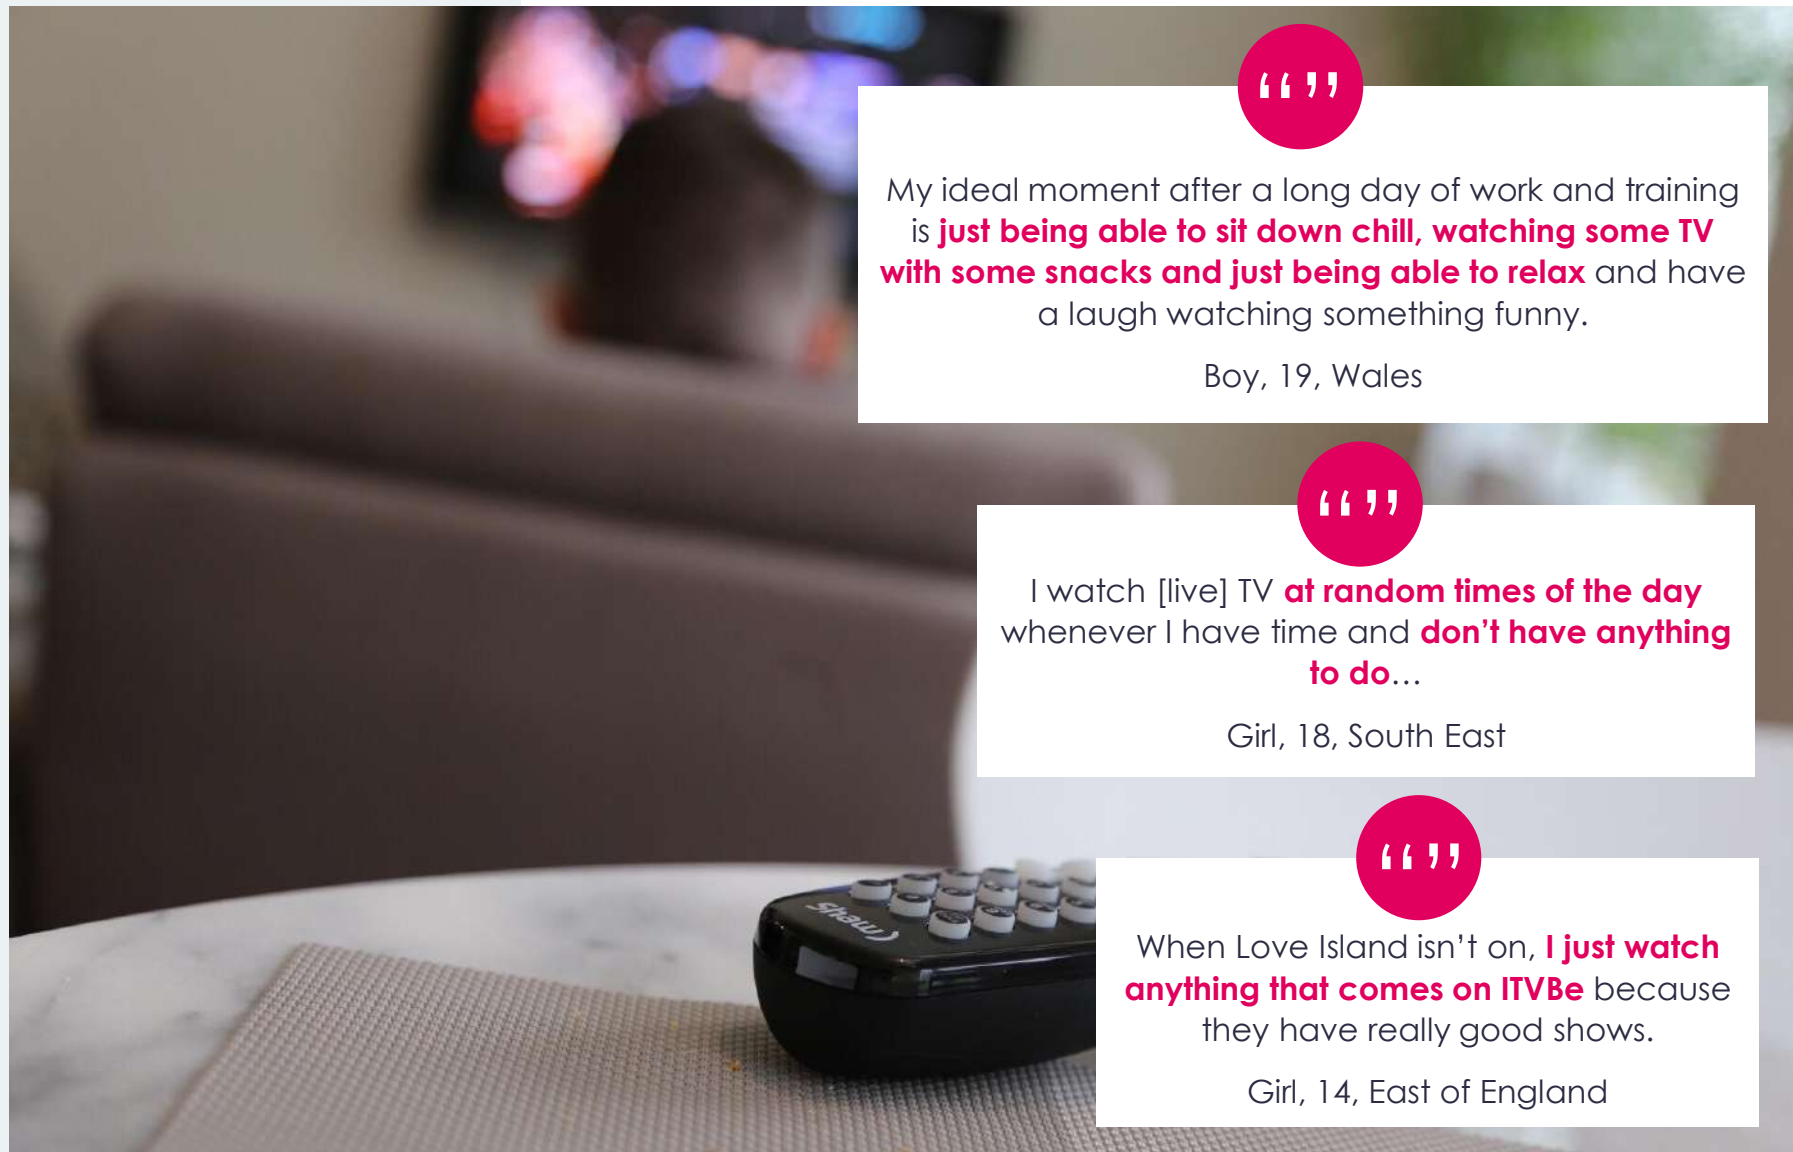 “”
My ideal moment after a long day of work and training
is just being able to sit down chill, watching some TV
with some snacks and just being able to relax and have
a laugh watching something funny.
Boy, 19, Wales
“”
I watch [live] TV at random times of the day
whenever I have time and don’t have anything
to do…
Girl, 18, South East
“”
When Love Island isn’t on, I just watch
anything that comes on ITVBe because
they have really good shows.
Girl, 14, East of England
Shaw)